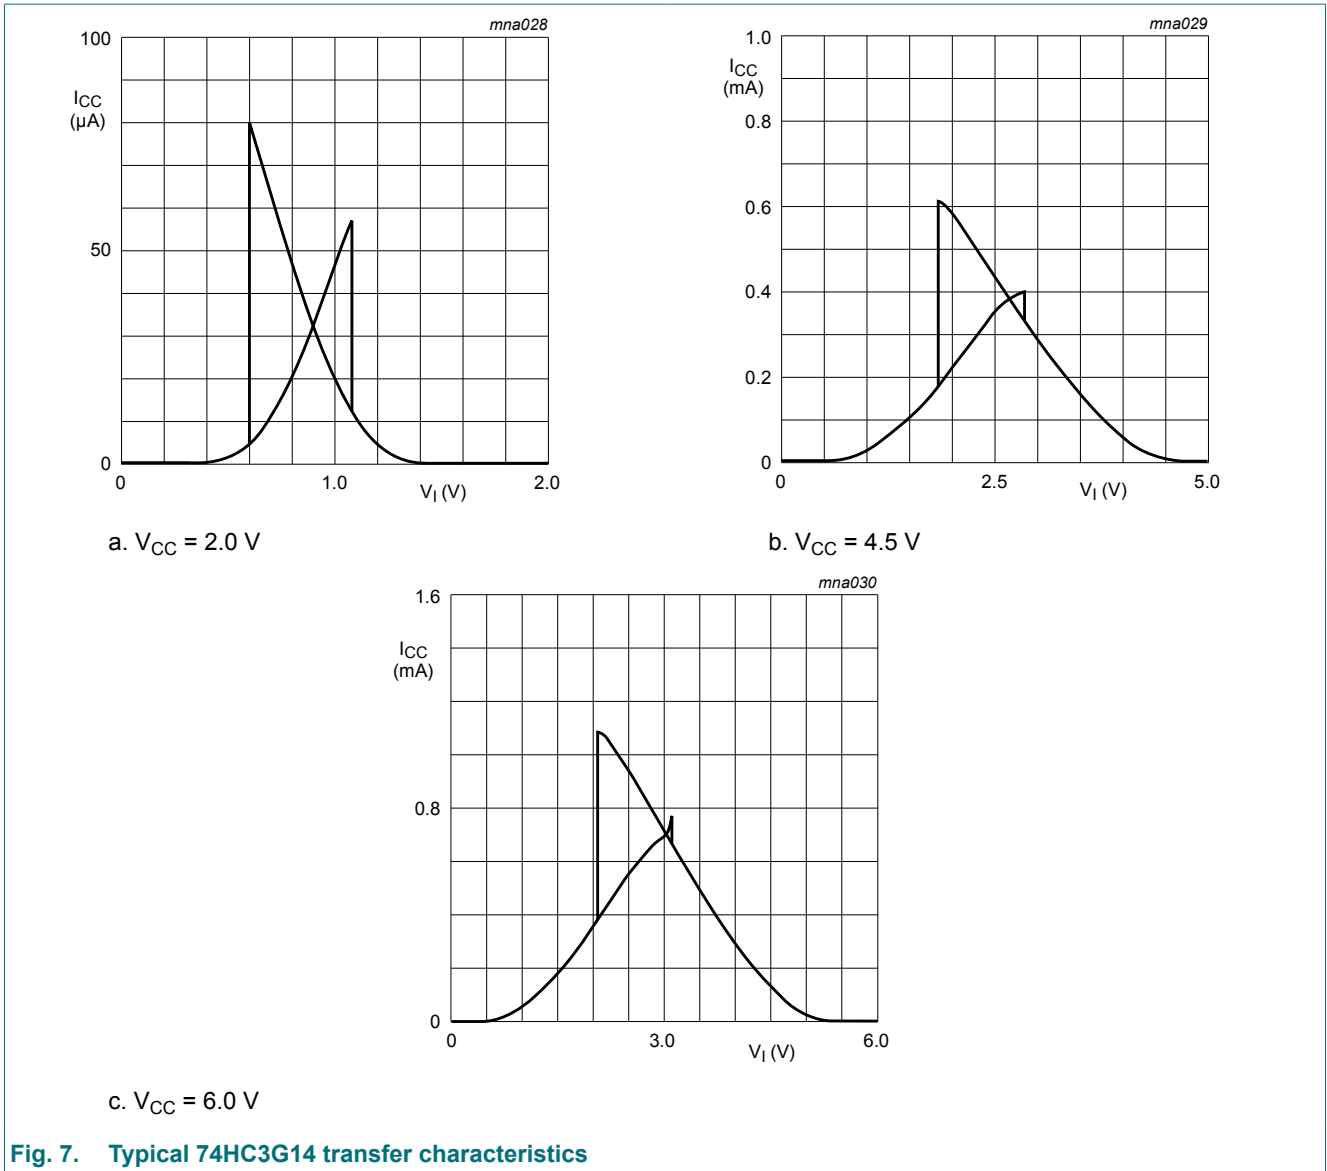 mna028
100
ICC
(µA)
50
0
0
1.0
VI (V)
2.0
a. VCC = 2.0 V
mna029
1.0
ICC
(mA)
0.8
0.6
0.4
0.2
0
0
2.5
VI (V)
5.0
b. VCC = 4.5 V
mna030
1.6
ICC
(mA)
0.8
0
0
3.0
VI (V)
6.0
c. VCC = 6.0 V
Fig. 7. Typical 74HC3G14 transfer characteristics